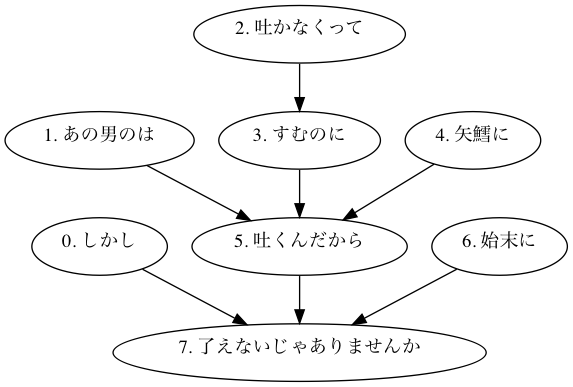 2. 吐かなくって
1. あの男のは
3. すむのに
4. 矢鱈に
0. しかし
5. 吐くんだから
6. 始末に
7. 了えないじゃありませんか